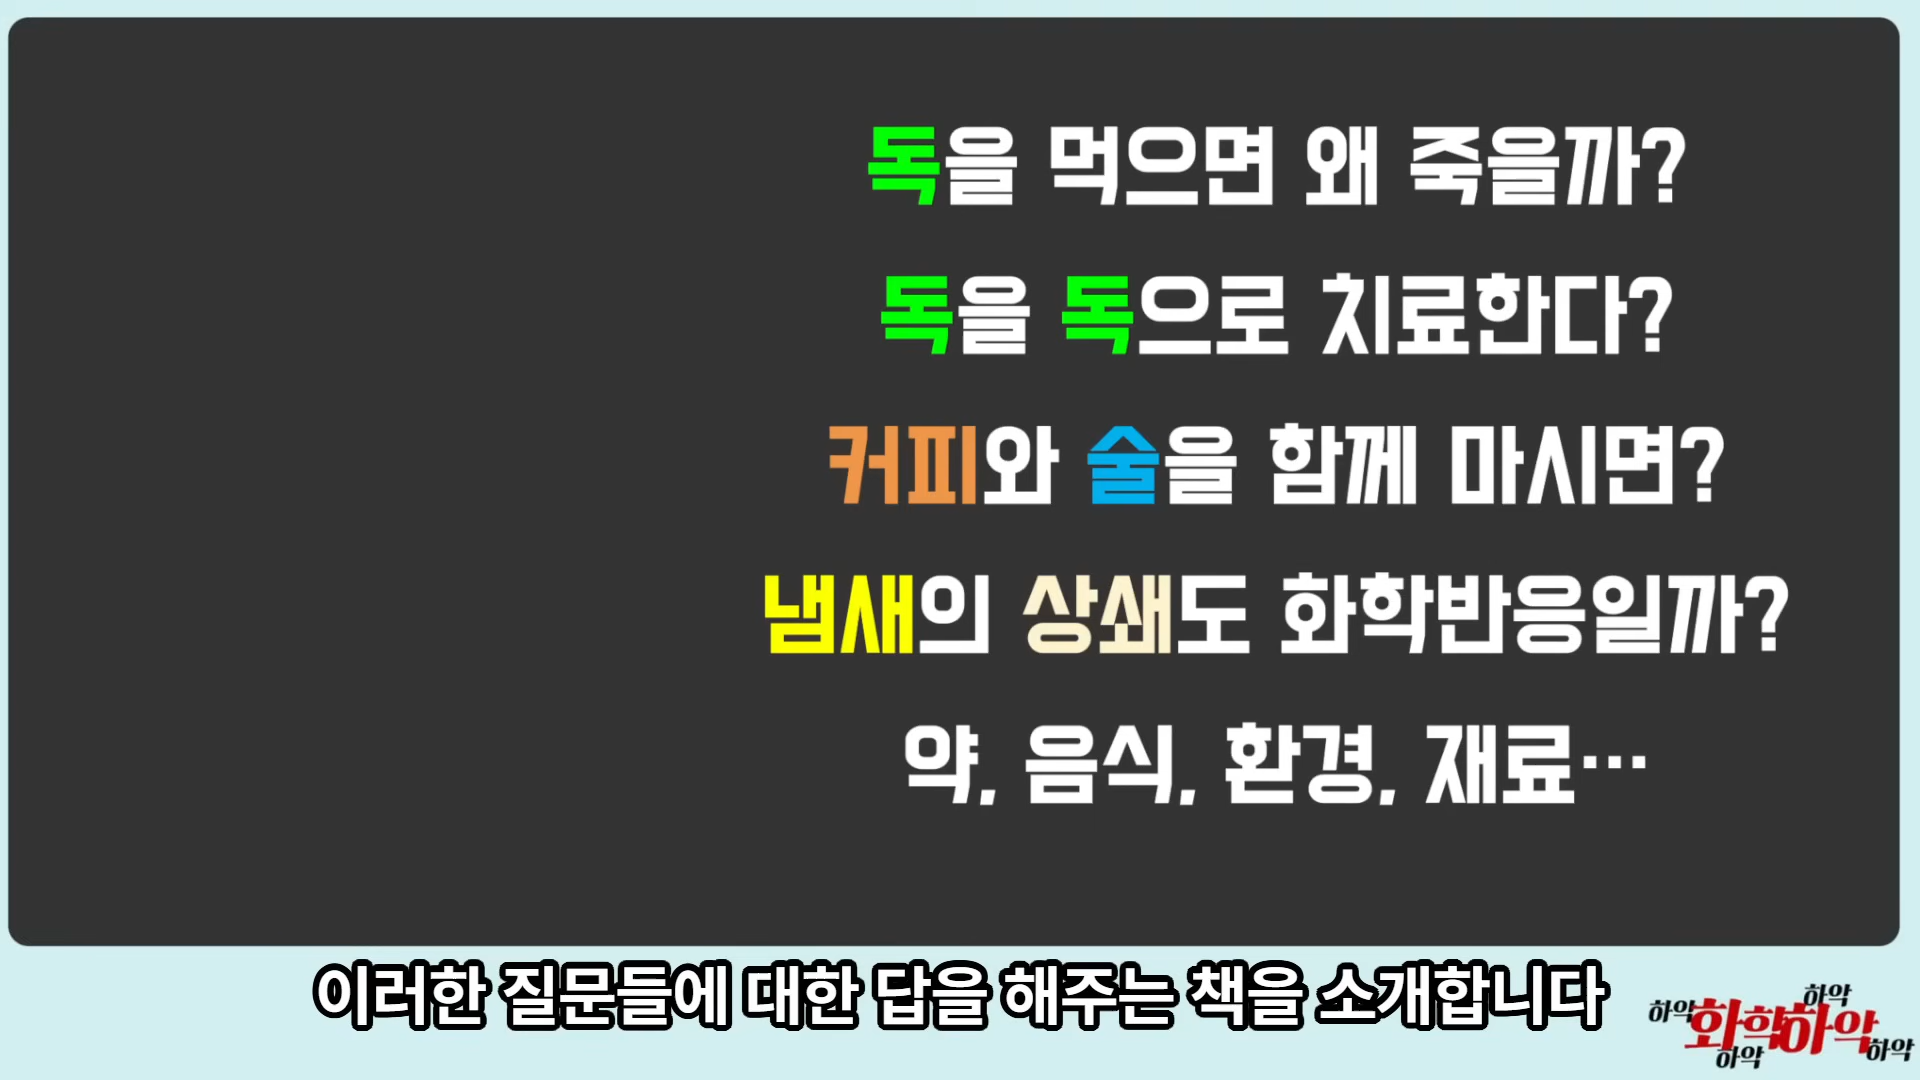 독을 먹으면 왜 죽을까?
독을 독으로 치료한다?
커피와 술을 함께 마시면?
냄새의 상쇄도 화학반응일까?
약, 음식, 환경, 재료…
이러한 질문들에 대한 답을 해주는 책을 소개합니다
하악 화학하악 하악
하악 하악